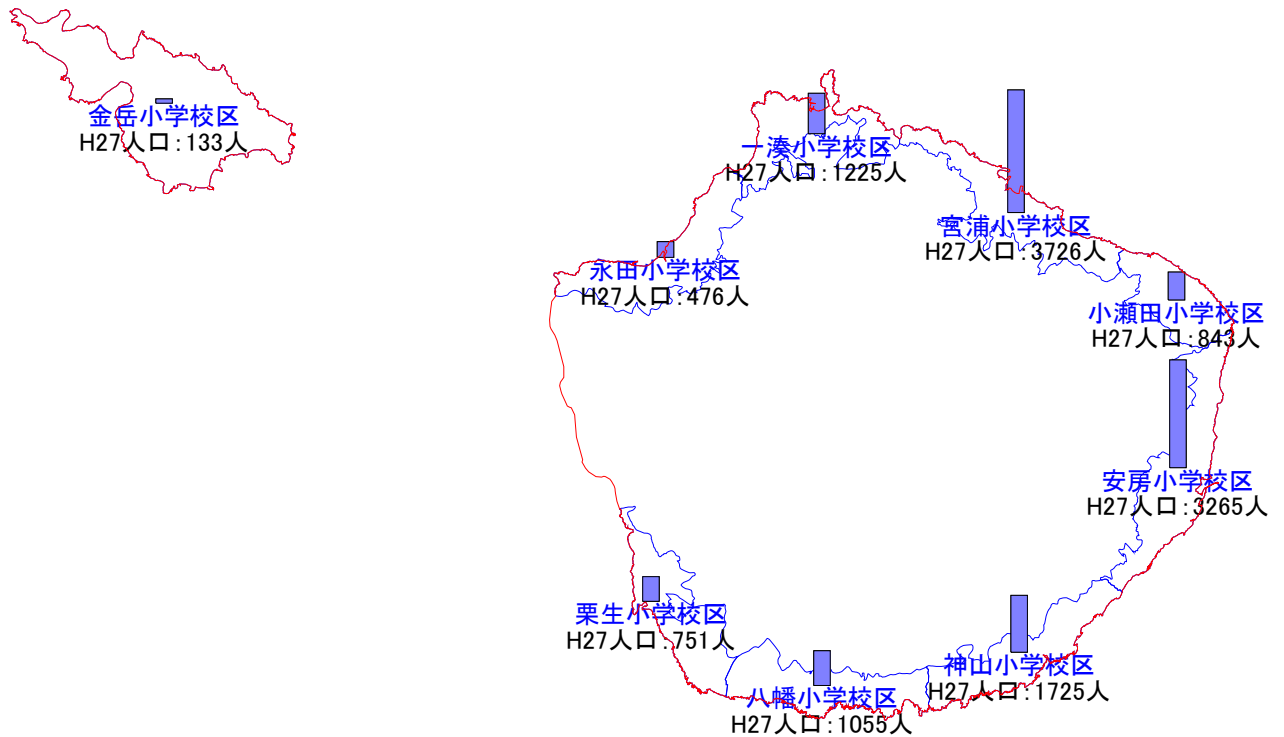 金岳小学校区
H27人口:133人
一湊小学校区
H27人口:1225人
宮浦小学校区
H27人口:3726人
永田小学校区
H27人口:476人
小瀬田小学校区
H27人口:843人
安房小学校区
H27人口:3265人
栗生小学校区
H27人口:751人
神山小学校区
H27人口:1725人
八幡小学校区
H27人口:1055人